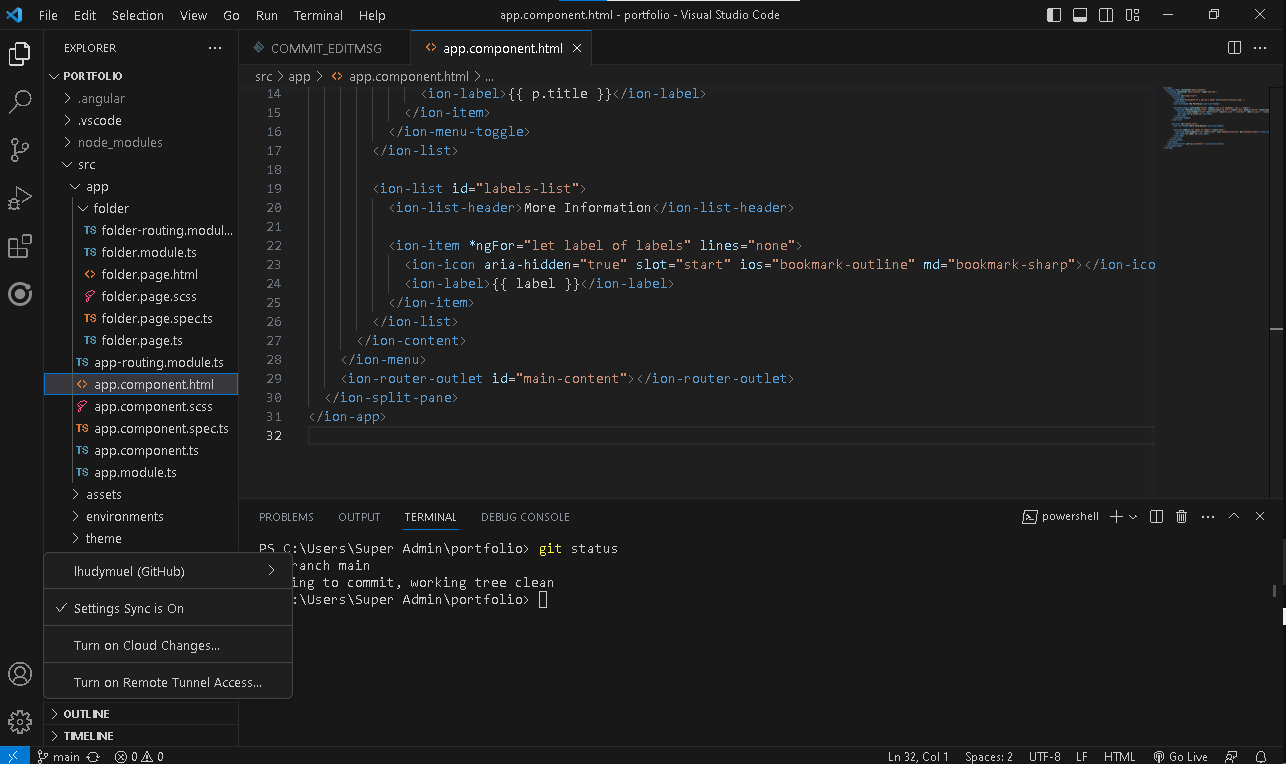 File Edit Selection View Go Run Terminal Help
app.component.html - portfolio - Visual Studio Code
EXPLORER
PORTFOLIO
.angular
.vscode
node_modules
src
app
folder
TS folder-routing.modul...
TS folder.module.ts
folder.page.html
folder.page.scss
TS folder.page.spec.ts
TS folder.page.ts
TS app-routing.module.ts
app.component.html
app.component.scss
TS app.component.spec.ts
TS app.component.ts
TS app.module.ts
assets
environments
theme
lhudymuel (GitHub)
Settings Sync is On
Turn on Cloud Changes...
Turn on Remote Tunnel Access...
OUTLINE
TIMELINE
COMMIT_EDITMSG app.component.html
src > app > app.component.html > ...
14 <ion-label>{{ p.title }}</ion-label>
15 </ion-item>
16 </ion-menu-toggle>
17 </ion-list>
18
19 <ion-list id="labels-list">
20 <ion-list-header>More Information</ion-list-header>
21
22 <ion-item *ngFor="let label of labels" lines="none">
23 <ion-icon aria-hidden="true" slot="start" ios="bookmark-outline" md="bookmark-sharp"></ion-ico
24 <ion-label>{{ label }}</ion-label>
25 </ion-item>
26 </ion-list>
27 </ion-content>
28 </ion-menu>
29 <ion-router-outlet id="main-content"></ion-router-outlet>
30 </ion-split-pane>
31 </ion-app>
32
PROBLEMS OUTPUT TERMINAL DEBUG CONSOLE
powershell
PS C:\Users\Super Admin\portfolio> git status
ranch main
ing to commit, working tree clean
:\Users\Super Admin\portfolio>
main 0 0
Ln 32, Col 1 Spaces: 2 UTF-8 LF HTML Go Live